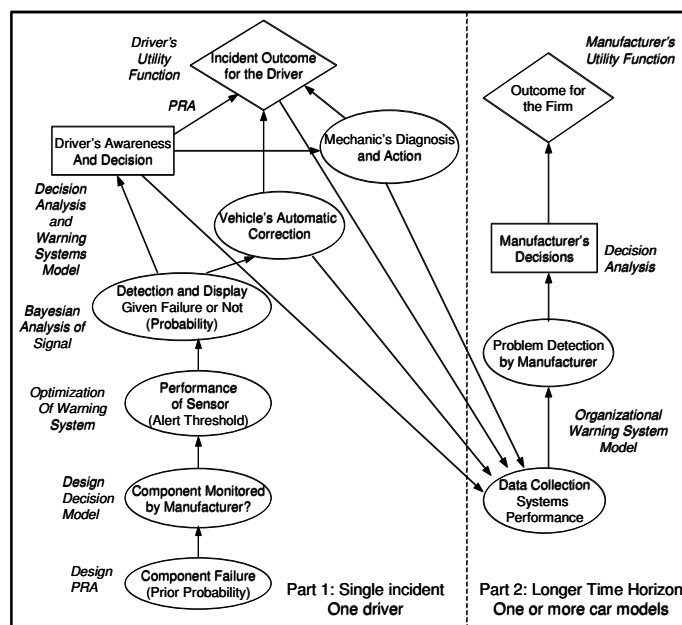 Driver's
Utility
Function
Incident Outcome
for the Driver
Manufacturer's
Utility Function
Outcome for
the Firm
PRA
Driver's Awareness
And Decision
Mechanic's Diagnosis
and Action
Decision
Analysis
and
Warning
Systems
Model
Vehicle's Automatic
Correction
Manufacturer's
Decisions
Decision
Analysis
Detection and Display
Given Failure or Not
(Probability)
Bayesian
Analysis of
Signal
Problem Detection
by Manufacturer
Optimization
Of Warning
System
Performance
of Sensor
(Alert Threshold)
Organizational
Warning System
Model
Design
Decision
Model
Component Monitored
by Manufacturer?
Data Collection
Systems
Performance
Design
PRA
Component Failure
(Prior Probability)
Part 1: Single incident
One driver
Part 2: Longer Time Horizon
One or more car models